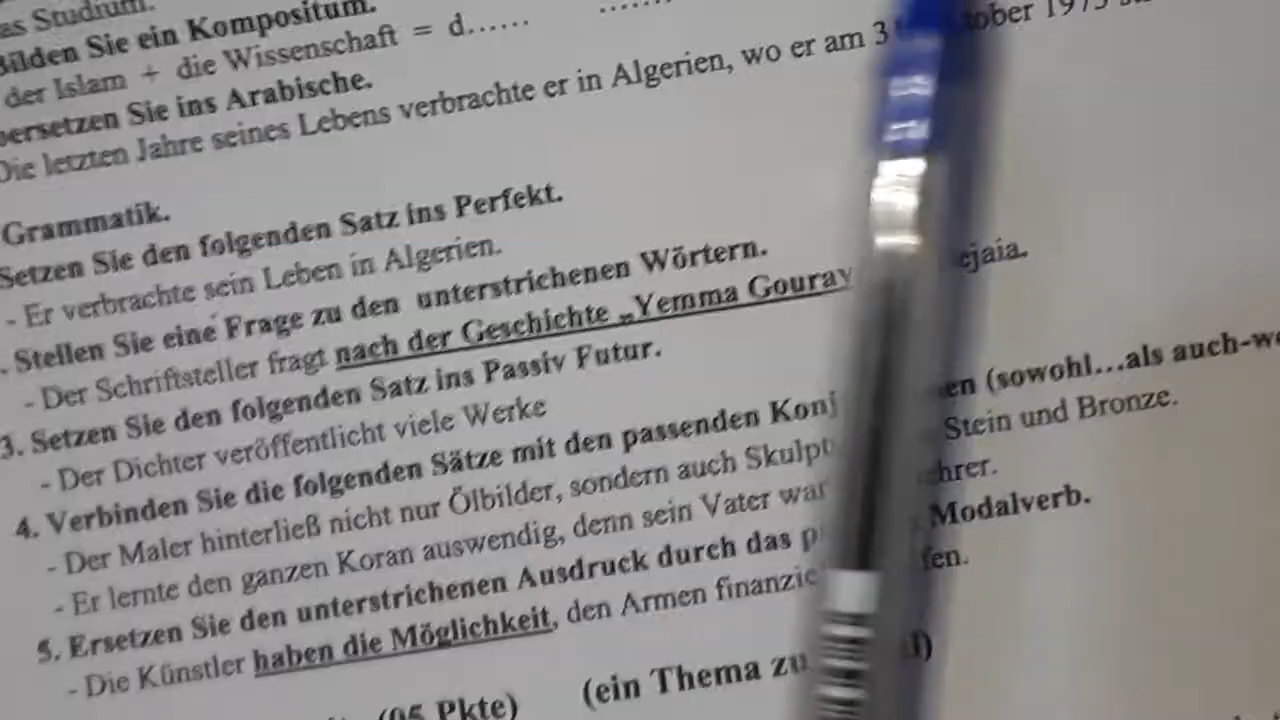 as Studium.
Bilden Sie ein Kompositum.
der Islam + die Wissenschaft = d...... .......
ersetzen Sie ins Arabische.
Die letzten Jahre seines Lebens verbrachte er in Algerien, wo er am 3
Grammatik.
Setzen Sie den folgenden Satz ins Perfekt.
- Er verbrachte sein Leben in Algerien.
. Stellen Sie eine Frage zu den unterstrichenen Wörtern.
- Der Schriftsteller fragt nach der Geschichte „Yemma Gouray ejaia.
3. Setzen Sie den folgenden Satz ins Passiv Futur.
- Der Dichter veröffentlicht viele Werke
4. Verbinden Sie die folgenden Sätze mit den passenden Konj en (sowohl...als auch-we
- Der Maler hinterließ nicht nur Ölbilder, sondern auch Skulpt Stein und Bronze.
- Er lernte den ganzen Koran auswendig, denn sein Vater war hrer.
5. Ersetzen Sie den unterstrichenen Ausdruck durch das p Modalverb.
- Die Künstler haben die Möglichkeit, den Armen finanzie fen.
(05 Pkte) (ein Thema zu l)